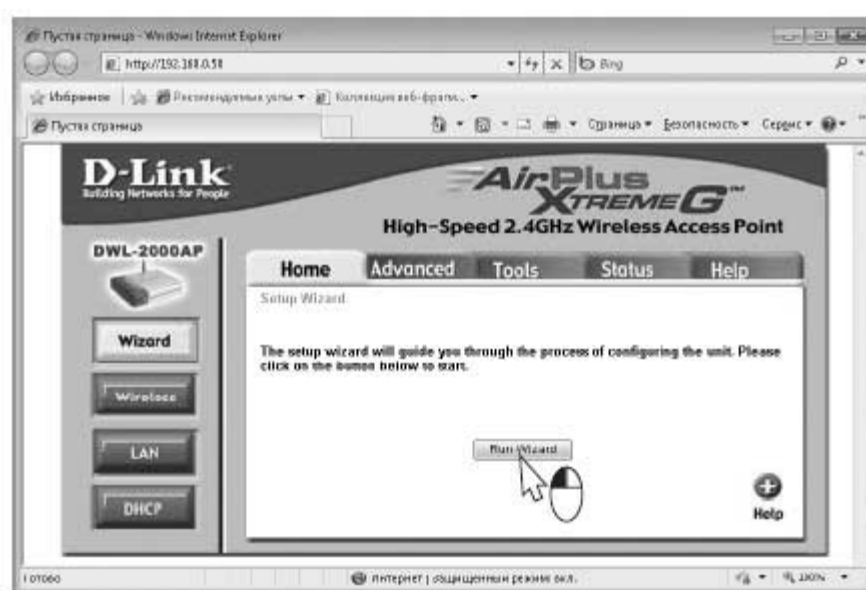 Пустая страница - Windows Internet Explorer
http://192.168.0.50
Bing
Избранное Рекомендуемые узлы Коллекция веб-фрагм...
Пустая страница
Страница Безопасность Сервис
D-Link
Building Networks for People
AirPlus
XTREME G™
High-Speed 2.4GHz Wireless Access Point
DWL-2000AP
Home Advanced Tools Status Help
Setup Wizard
Wizard
The setup wizard will guide you through the process of configuring the unit. Please
click on the button below to start.
Wireless
Run Wizard
LAN
DHCP
Help
Готово
Интернет | защищенный режим: вкл.
100%